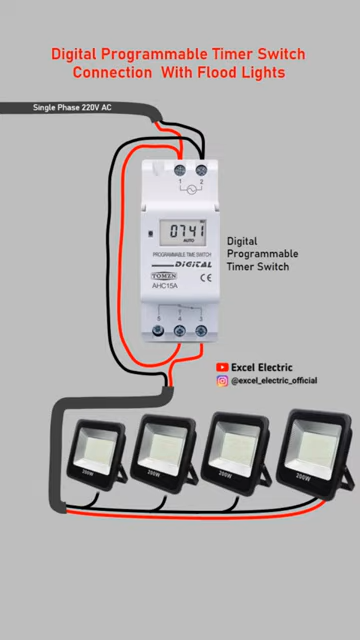 Digital Programmable Timer Switch
Connection With Flood Lights
Single Phase 220V AC
1 2
0741
AUTO
PROGRAMMABLE TIME SWITCH
DIGITAL
TOMZN
CE
AHC15A
5 4 3
Digital
Programmable
Timer Switch
Excel Electric
@excel_electric_official
200W
200W
200W
200W